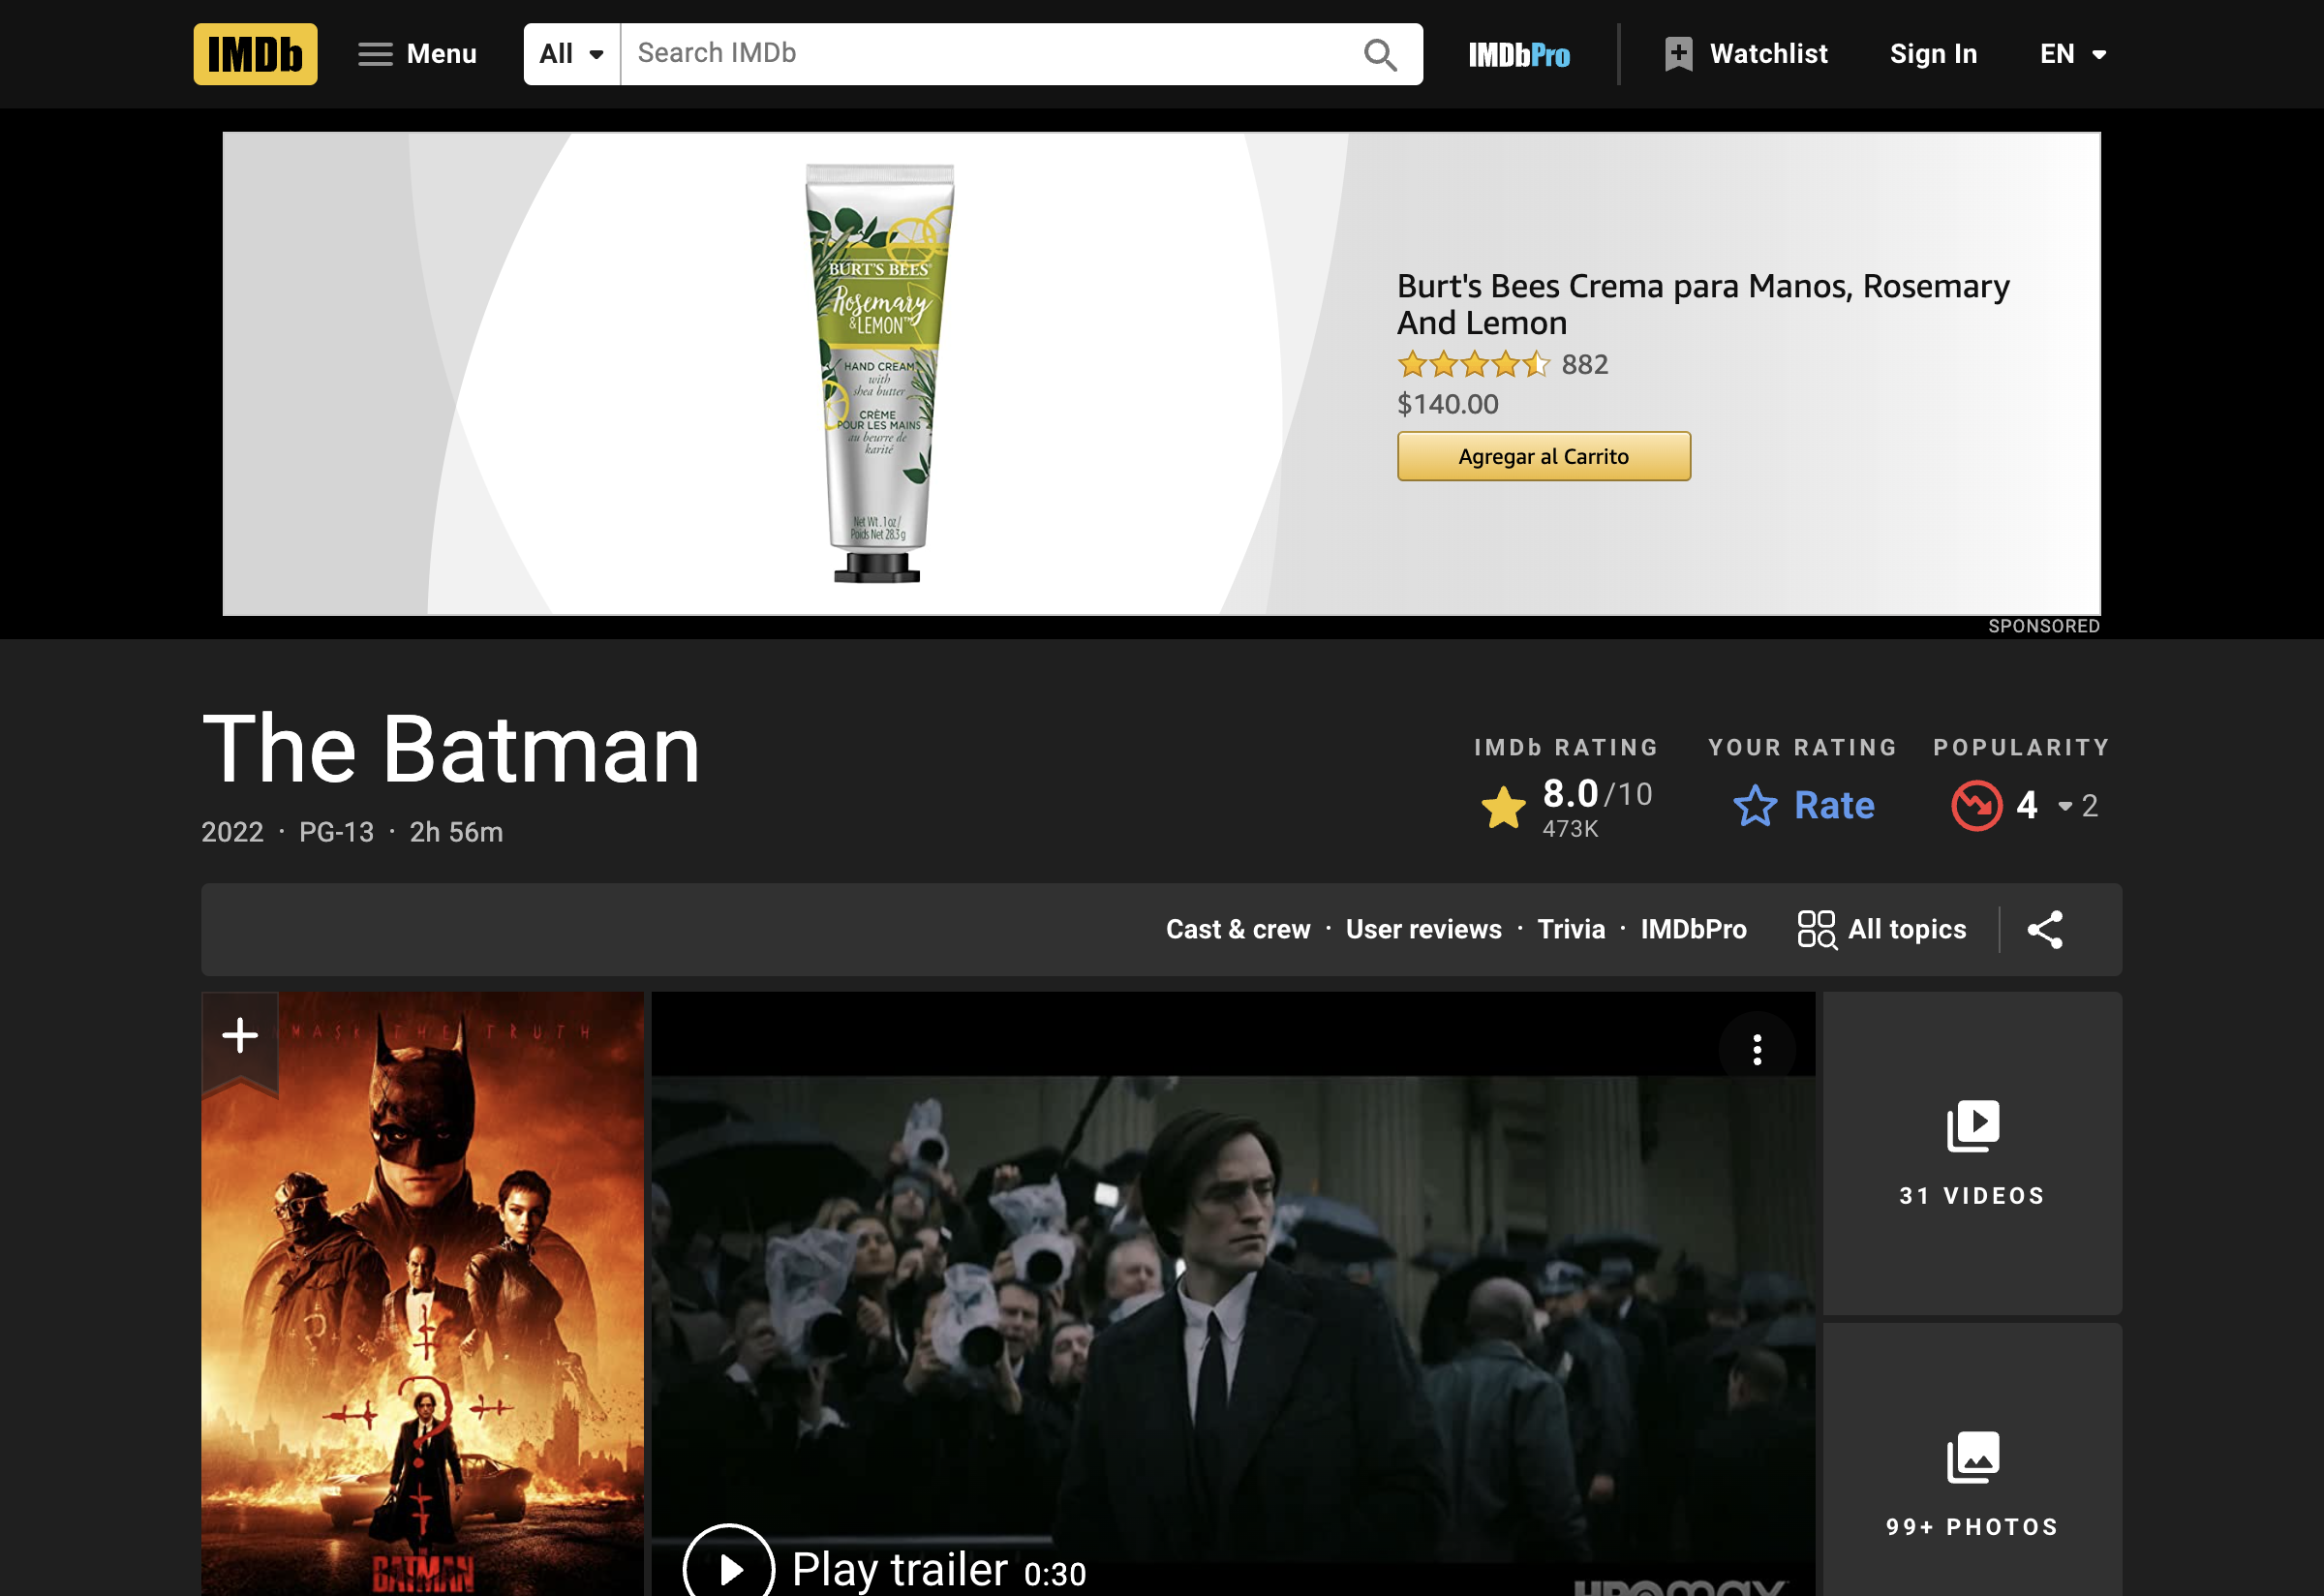 IMDb
Menu
All
Search IMDb
IMDbPro
Watchlist
Sign In
EN
BURT'S BEES®
Rosemary
& LEMON™
HAND CREAM
with
shea butter
CRÈME
POUR LES MAINS
au beurre de
karité
Net Wt. 1 oz /
Poids Net 28.3 g
Burt's Bees Crema para Manos, Rosemary
And Lemon
882
$140.00
Agregar al Carrito
SPONSORED
The Batman
2022 · PG-13 · 2h 56m
IMDb RATING
8.0/10
473K
YOUR RATING
Rate
POPULARITY
4
2
Cast & crew · User reviews · Trivia · IMDbPro
All topics
MASK THE TRUTH
BATMAN
Play trailer 0:30
HBOmax
31 VIDEOS
99+ PHOTOS